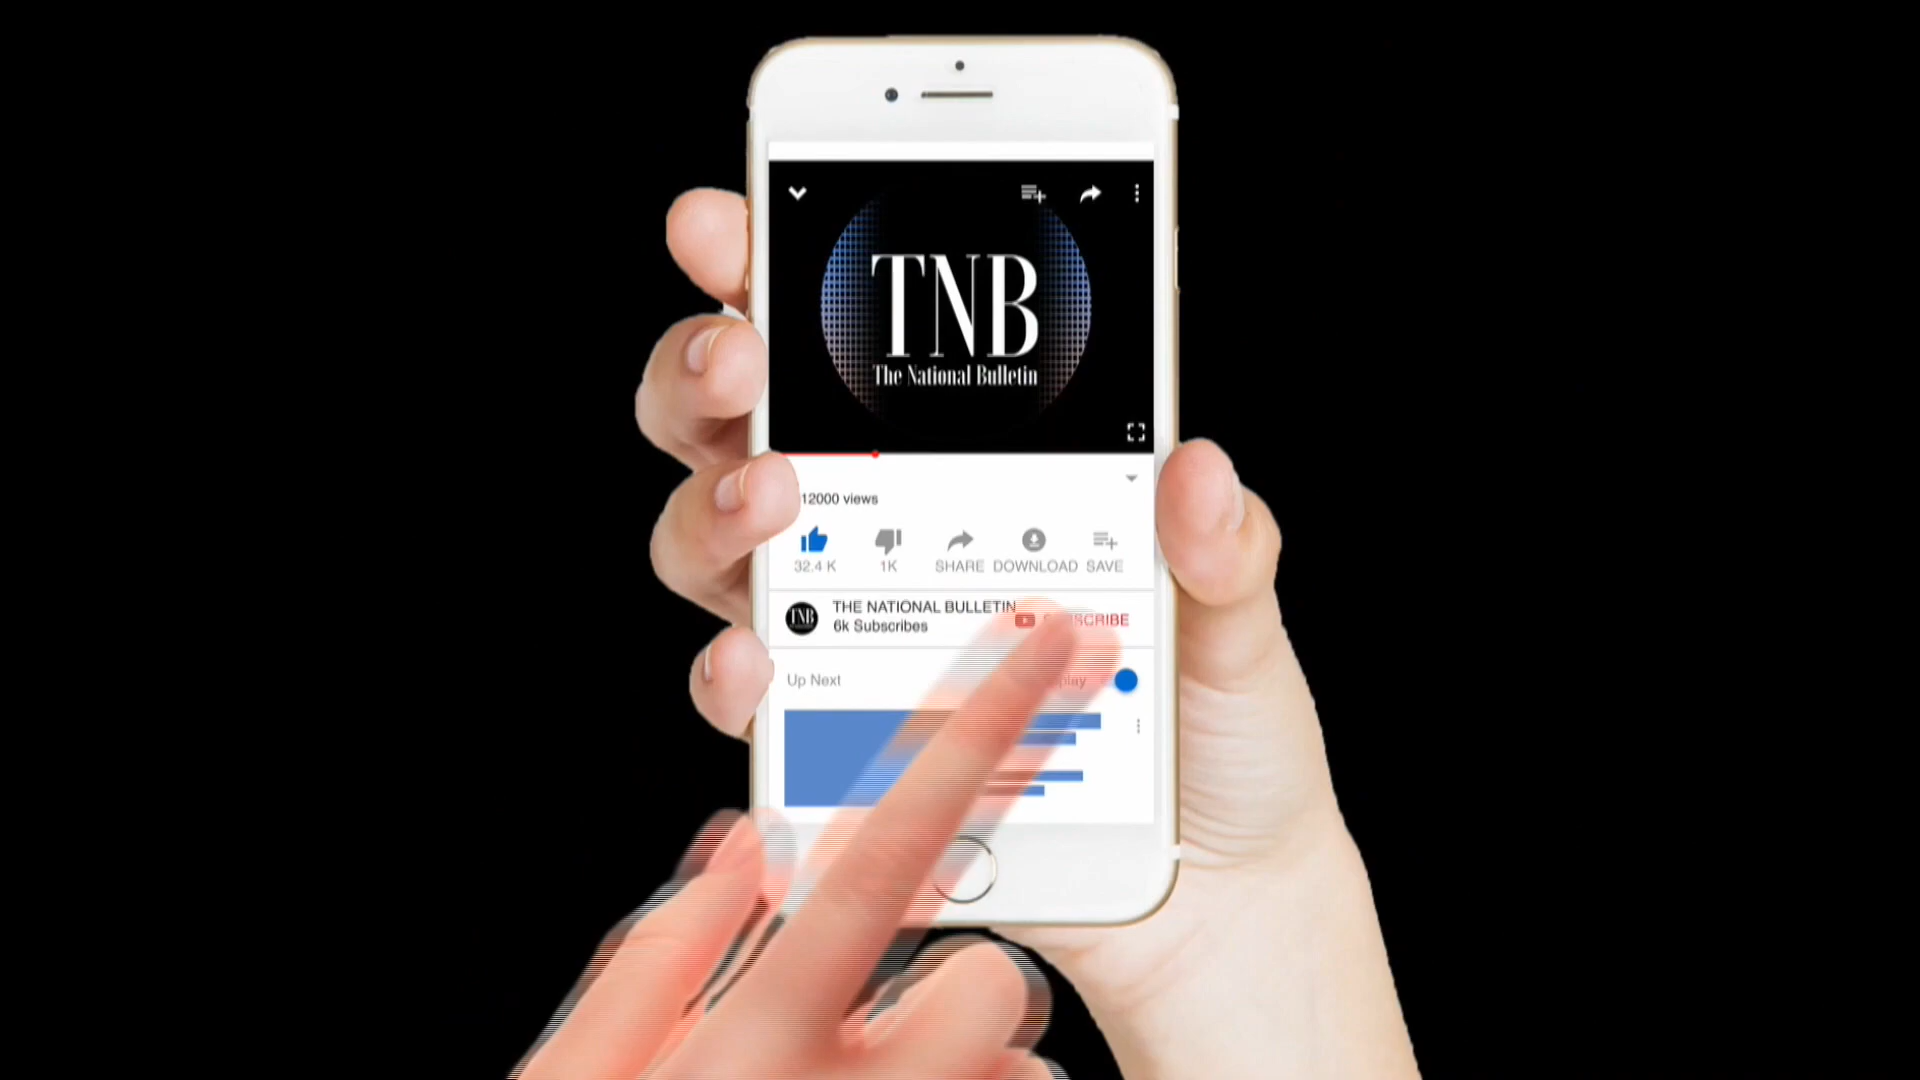 TNB
The National Bulletin
12000 views
32.4 K
1K
SHARE
DOWNLOAD
SAVE
TNB
THE NATIONAL BULLETIN
6k Subscribes
Up Next